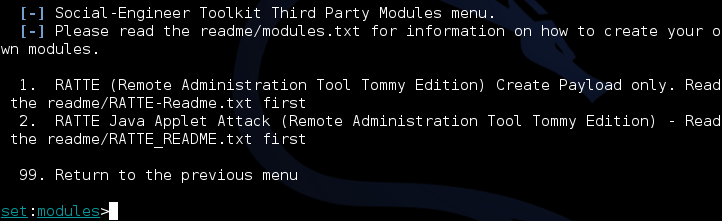 [-] Social-Engineer Toolkit Third Party Modules menu.
[-] Please read the readme/modules.txt for information on how to create your o
wn modules.
1. RATTE (Remote Administration Tool Tommy Edition) Create Payload only. Read
the readme/RATTE-Readme.txt first
2. RATTE Java Applet Attack (Remote Administration Tool Tommy Edition) - Read
the readme/RATTE_README.txt first
99. Return to the previous menu
set:modules>